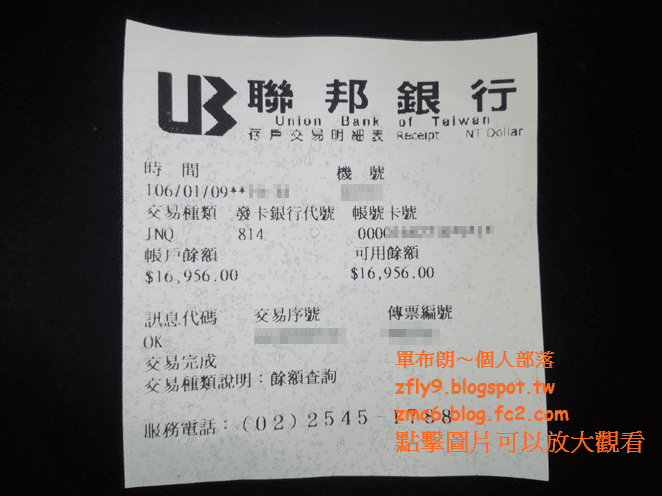 UB 聯邦銀行
Union Bank of Taiwan
存戶交易明細表 Receipt NT Dollar
時間 機號
106/01/09**
交易種類 發卡銀行代號 帳號卡號
JNQ 814 0000
帳戶餘額 可用餘額
$16,956.00 $16,956.00
訊息代碼 交易序號 傳票編號
OK
交易完成
交易種類說明：餘額查詢
服務電話：(02)2545-1788
單布朗～個人部落
zfly9.blogspot.tw
zmc6.blog.fc2.com
點擊圖片可以放大觀看